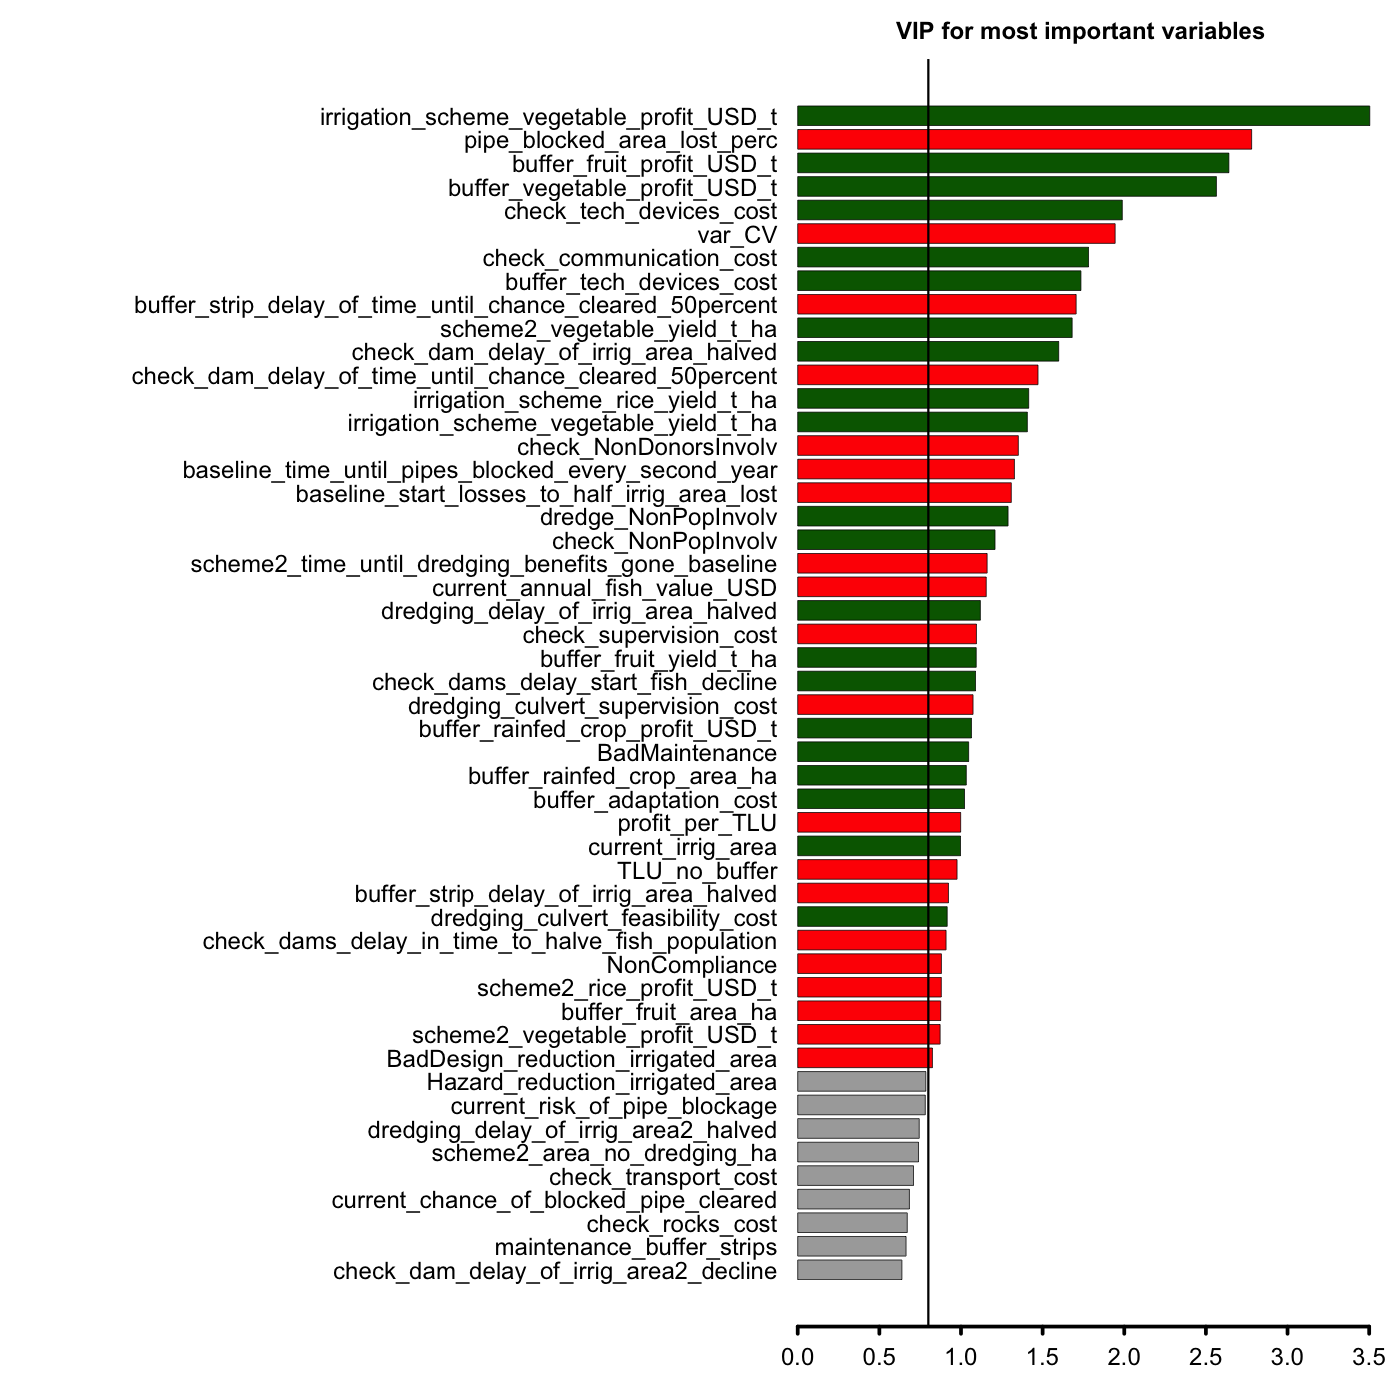 VIP for most important variables
irrigation_scheme_vegetable_profit_USD_t
pipe_blocked_area_lost_perc
buffer_fruit_profit_USD_t
buffer_vegetable_profit_USD_t
check_tech_devices_cost
var_CV
check_communication_cost
buffer_tech_devices_cost
buffer_strip_delay_of_time_until_chance_cleared_50percent
scheme2_vegetable_yield_t_ha
check_dam_delay_of_irrig_area_halved
check_dam_delay_of_time_until_chance_cleared_50percent
irrigation_scheme_rice_yield_t_ha
irrigation_scheme_vegetable_yield_t_ha
check_NonDonorsInvolv
baseline_time_until_pipes_blocked_every_second_year
baseline_start_losses_to_half_irrig_area_lost
dredge_NonPopInvolv
check_NonPopInvolv
scheme2_time_until_dredging_benefits_gone_baseline
current_annual_fish_value_USD
dredging_delay_of_irrig_area_halved
check_supervision_cost
buffer_fruit_yield_t_ha
check_dams_delay_start_fish_decline
dredging_culvert_supervision_cost
buffer_rainfed_crop_profit_USD_t
BadMaintenance
buffer_rainfed_crop_area_ha
buffer_adaptation_cost
profit_per_TLU
current_irrig_area
TLU_no_buffer
buffer_strip_delay_of_irrig_area_halved
dredging_culvert_feasibility_cost
check_dams_delay_in_time_to_halve_fish_population
NonCompliance
scheme2_rice_profit_USD_t
buffer_fruit_area_ha
scheme2_vegetable_profit_USD_t
BadDesign_reduction_irrigated_area
Hazard_reduction_irrigated_area
current_risk_of_pipe_blockage
dredging_delay_of_irrig_area2_halved
scheme2_area_no_dredging_ha
check_transport_cost
current_chance_of_blocked_pipe_cleared
check_rocks_cost
maintenance_buffer_strips
check_dam_delay_of_irrig_area2_decline
0.0 0.5 1.0 1.5 2.0 2.5 3.0 3.5